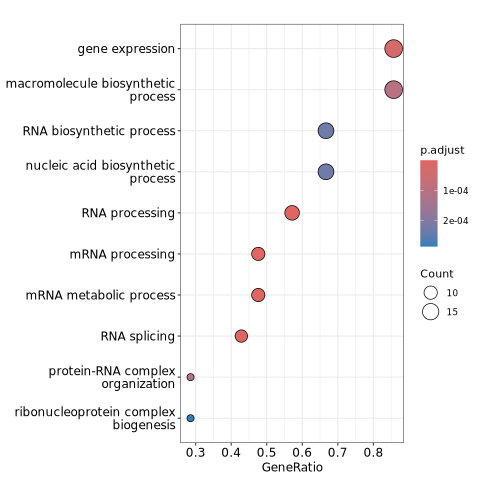 gene expression
macromolecule biosynthetic
process
RNA biosynthetic process
nucleic acid biosynthetic
process
RNA processing
mRNA processing
mRNA metabolic process
RNA splicing
protein-RNA complex
organization
ribonucleoprotein complex
biogenesis
0.3 0.4 0.5 0.6 0.7 0.8
GeneRatio
p.adjust
1e-04
2e-04
Count
10
15